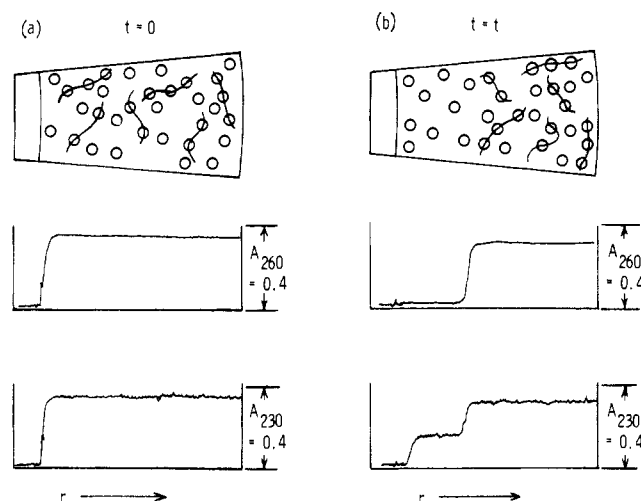 (a) t = 0
(b) t = t
A260 = 0.4
A260 = 0.4
A230 = 0.4
A230 = 0.4
r
r